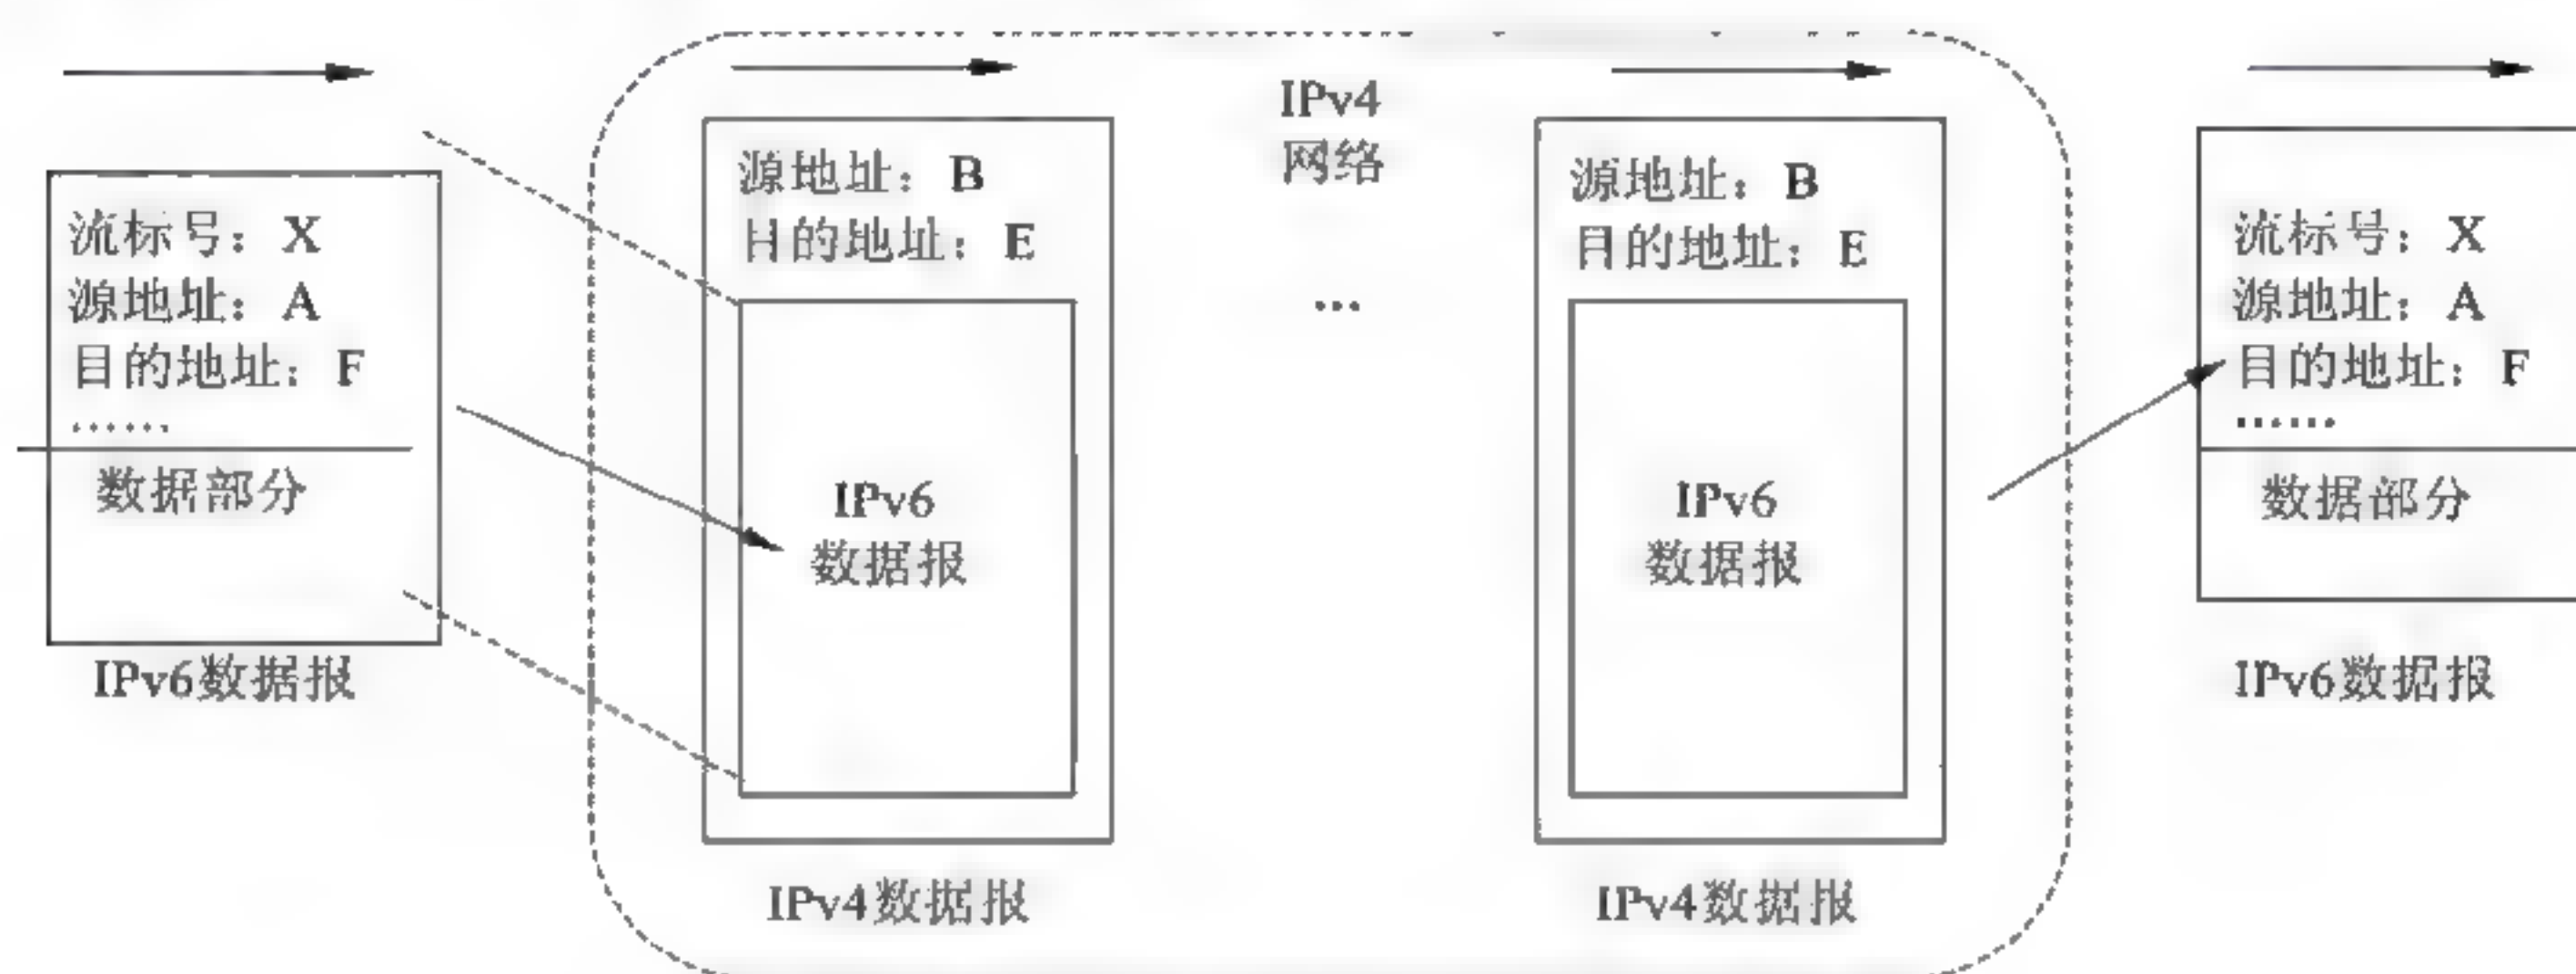 流标号：X
源地址：A
目的地址：F
……
数据部分
IPv6数据报
源地址：B
目的地址：E
IPv6
数据报
IPv4数据报
IPv4
网络
…
源地址：B
目的地址：E
IPv6
数据报
IPv4数据报
流标号：X
源地址：A
目的地址：F
……
数据部分
IPv6数据报